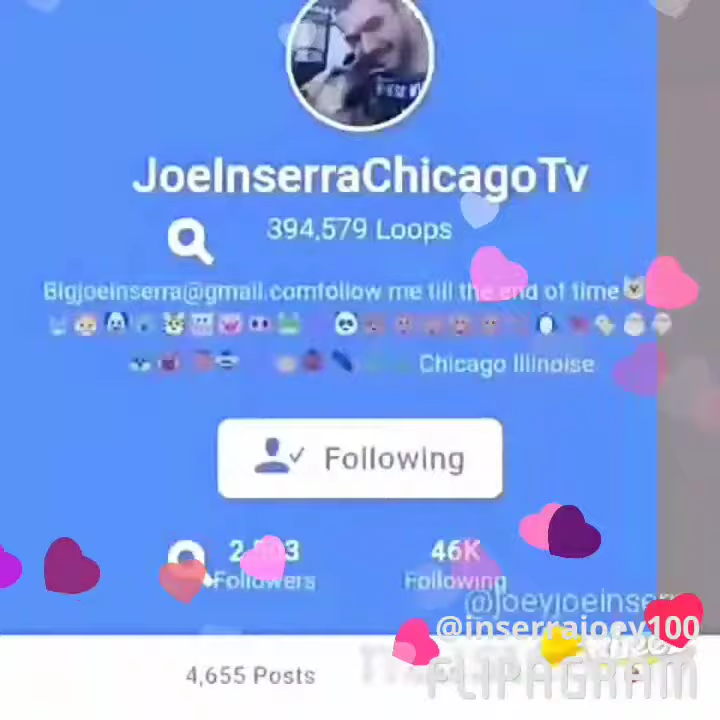 JoeInserraChicagoTv
394,579 Loops
Bigjoeinserra@gmail.comfollow me till the end of time
Chicago Illinoise
Following
46K
Followers
Following
@joeyjoeinserr
@inserrajoey100
4,655 Posts
FLIPAGRAM